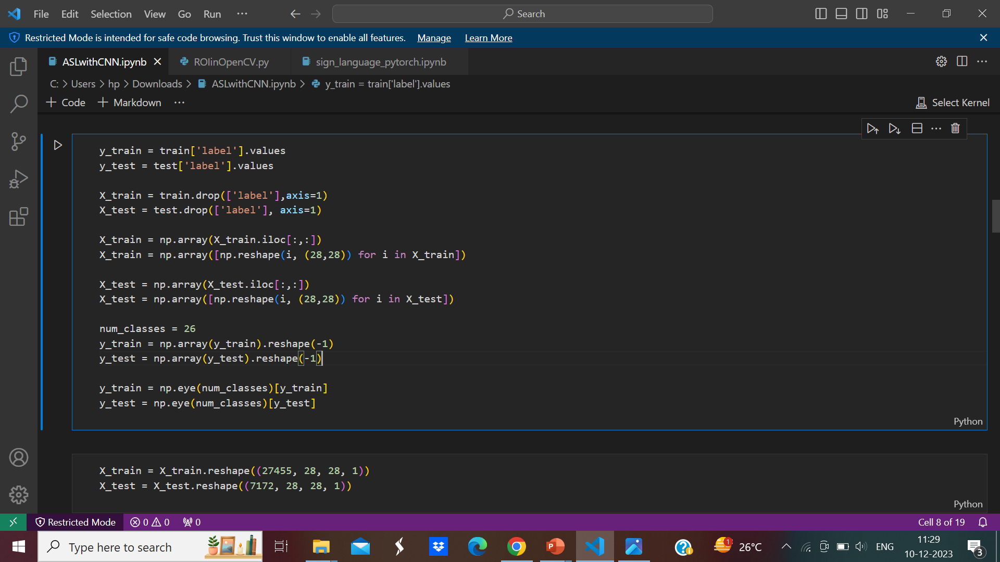 File Edit Selection View Go Run ··· Search
Restricted Mode is intended for safe code browsing. Trust this window to enable all features. Manage Learn More
ASLwithCNN.ipynb ROIinOpenCV.py sign_language_pytorch.ipynb
C: > Users > hp > Downloads > ASLwithCNN.ipynb > y_train = train['label'].values
+ Code + Markdown ··· Select Kernel
y_train = train['label'].values
y_test = test['label'].values
X_train = train.drop(['label'],axis=1)
X_test = test.drop(['label'], axis=1)
X_train = np.array(X_train.iloc[:,:])
X_train = np.array([np.reshape(i, (28,28)) for i in X_train])
X_test = np.array(X_test.iloc[:,:])
X_test = np.array([np.reshape(i, (28,28)) for i in X_test])
num_classes = 26
y_train = np.array(y_train).reshape(-1)
y_test = np.array(y_test).reshape(-1)
y_train = np.eye(num_classes)[y_train]
y_test = np.eye(num_classes)[y_test]
Python
X_train = X_train.reshape((27455, 28, 28, 1))
X_test = X_test.reshape((7172, 28, 28, 1))
Python
Restricted Mode 0 0 0 Cell 8 of 19
Type here to search P 1 26°C ENG 11:29
10-12-2023 3